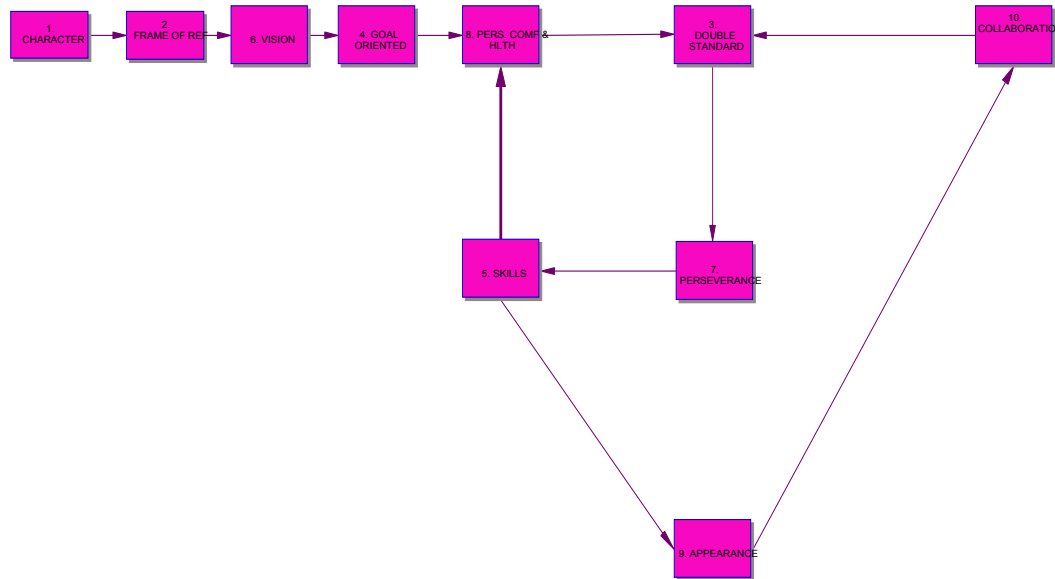 1.
CHARACTER
2.
FRAME OF REF
6. VISION
4. GOAL
ORIENTED
8. PERS. COMF &
HLTH
3.
DOUBLE
STANDARD
10.
COLLABORATIO
5. SKILLS
7.
PERSEVERANCE
9. APPEARANCE